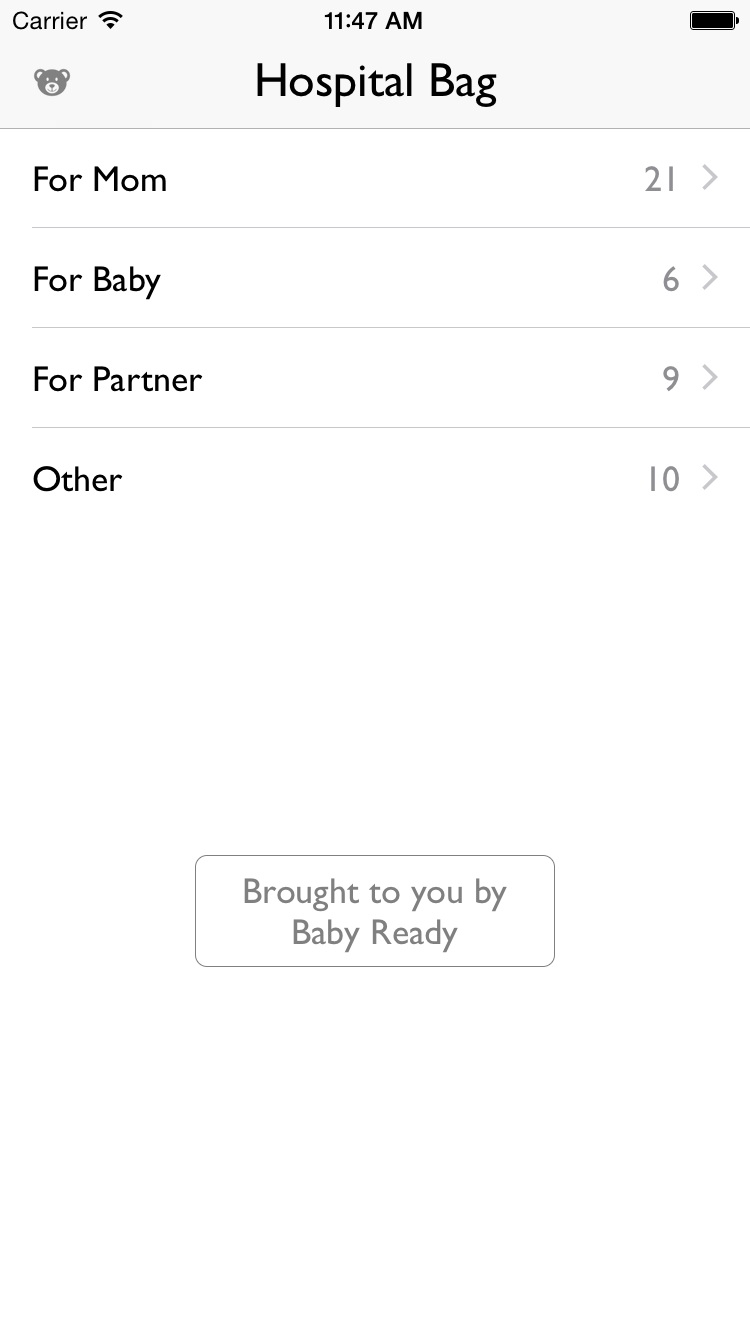 Carrier 11:47 AM
Hospital Bag
For Mom 21
For Baby 6
For Partner 9
Other 10
Brought to you by
Baby Ready